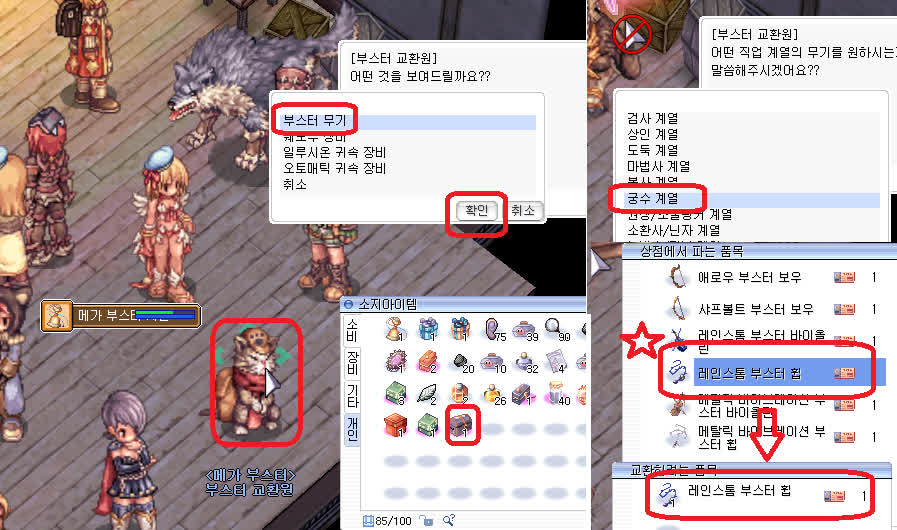 [부스터 교환원]
어떤 것을 보여드릴까요??
부스터 무기
웨포루 장비
일루시온 귀속 장비
오토매틱 귀속 장비
취소
확인
취소
메가 부스터
<메가 부스터>
부스터 교환원
소지아이템
소비
장비
기타
개인
1
1
1
75
39
90
1
2
20
10
32
1
3
2
2
26
1
40
1
1
1
85/100
[부스터 교환원]
어떤 직업 계열의 무기를 원하시는
말씀해주시겠어요??
검사 계열
상인 계열
도둑 계열
마법사 계열
복사 계열
궁수 계열
권성/소울링커 계열
소환사/닌자 계열
상점에서 파는 품목
애로우 부스터 보우
1
샤프볼트 부스터 보우
1
레인스톰 부스터 바이올
린
1
레인스톰 부스터 휩
1
메탈릭 바이브레이션 부
스터 바이올린
1
메탈릭 바이브레이션 부
스터 휩
1
교환하려는 품목
1
레인스톰 부스터 휩
1